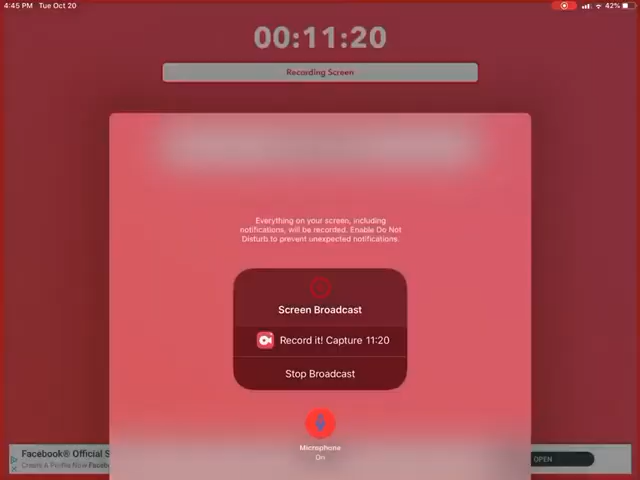 4:45 PM Tue Oct 20
42%
00:11:20
Recording Screen
Everything on your screen, including
notifications, will be recorded. Enable Do Not
Disturb to prevent unexpected notifications.
Screen Broadcast
Record it! Capture 11:20
Stop Broadcast
Microphone
On
Facebook® Official S
Create A Profile Now Faceb
OPEN